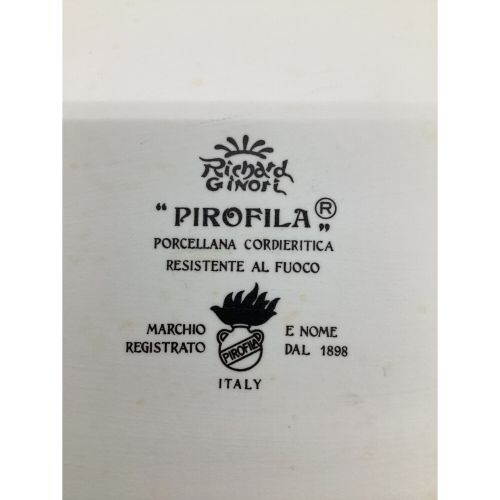 Richard
GINORI
"PIROFILA"®
PORCELLANA CORDIERITICA
RESISTENTE AL FUOCO
MARCHIO E NOME
REGISTRATO PIROFILA DAL 1898
ITALY